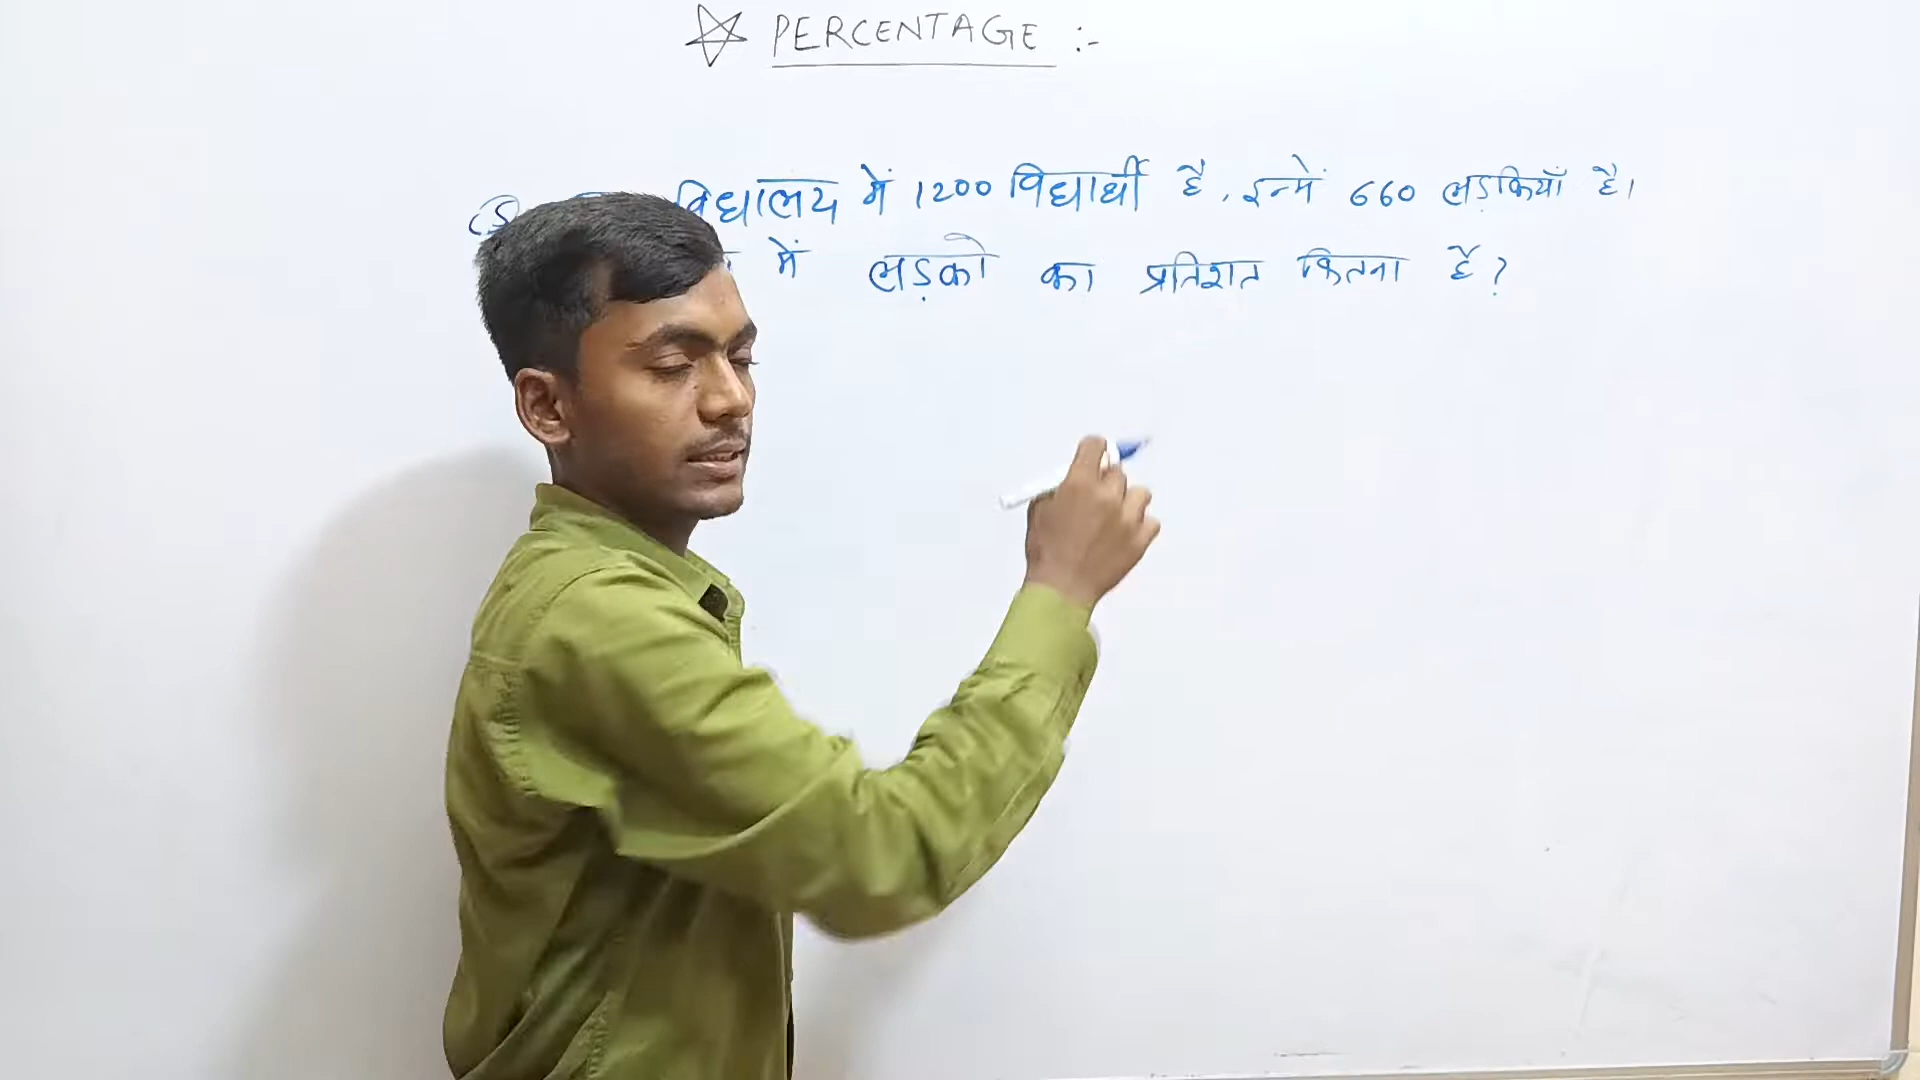 ☆ PERCENTAGE :-
विद्यालय में 1200 विद्यार्थी है, इनमें 660 लड़कियाँ है।
में लड़को का प्रतिशत कितना है ?